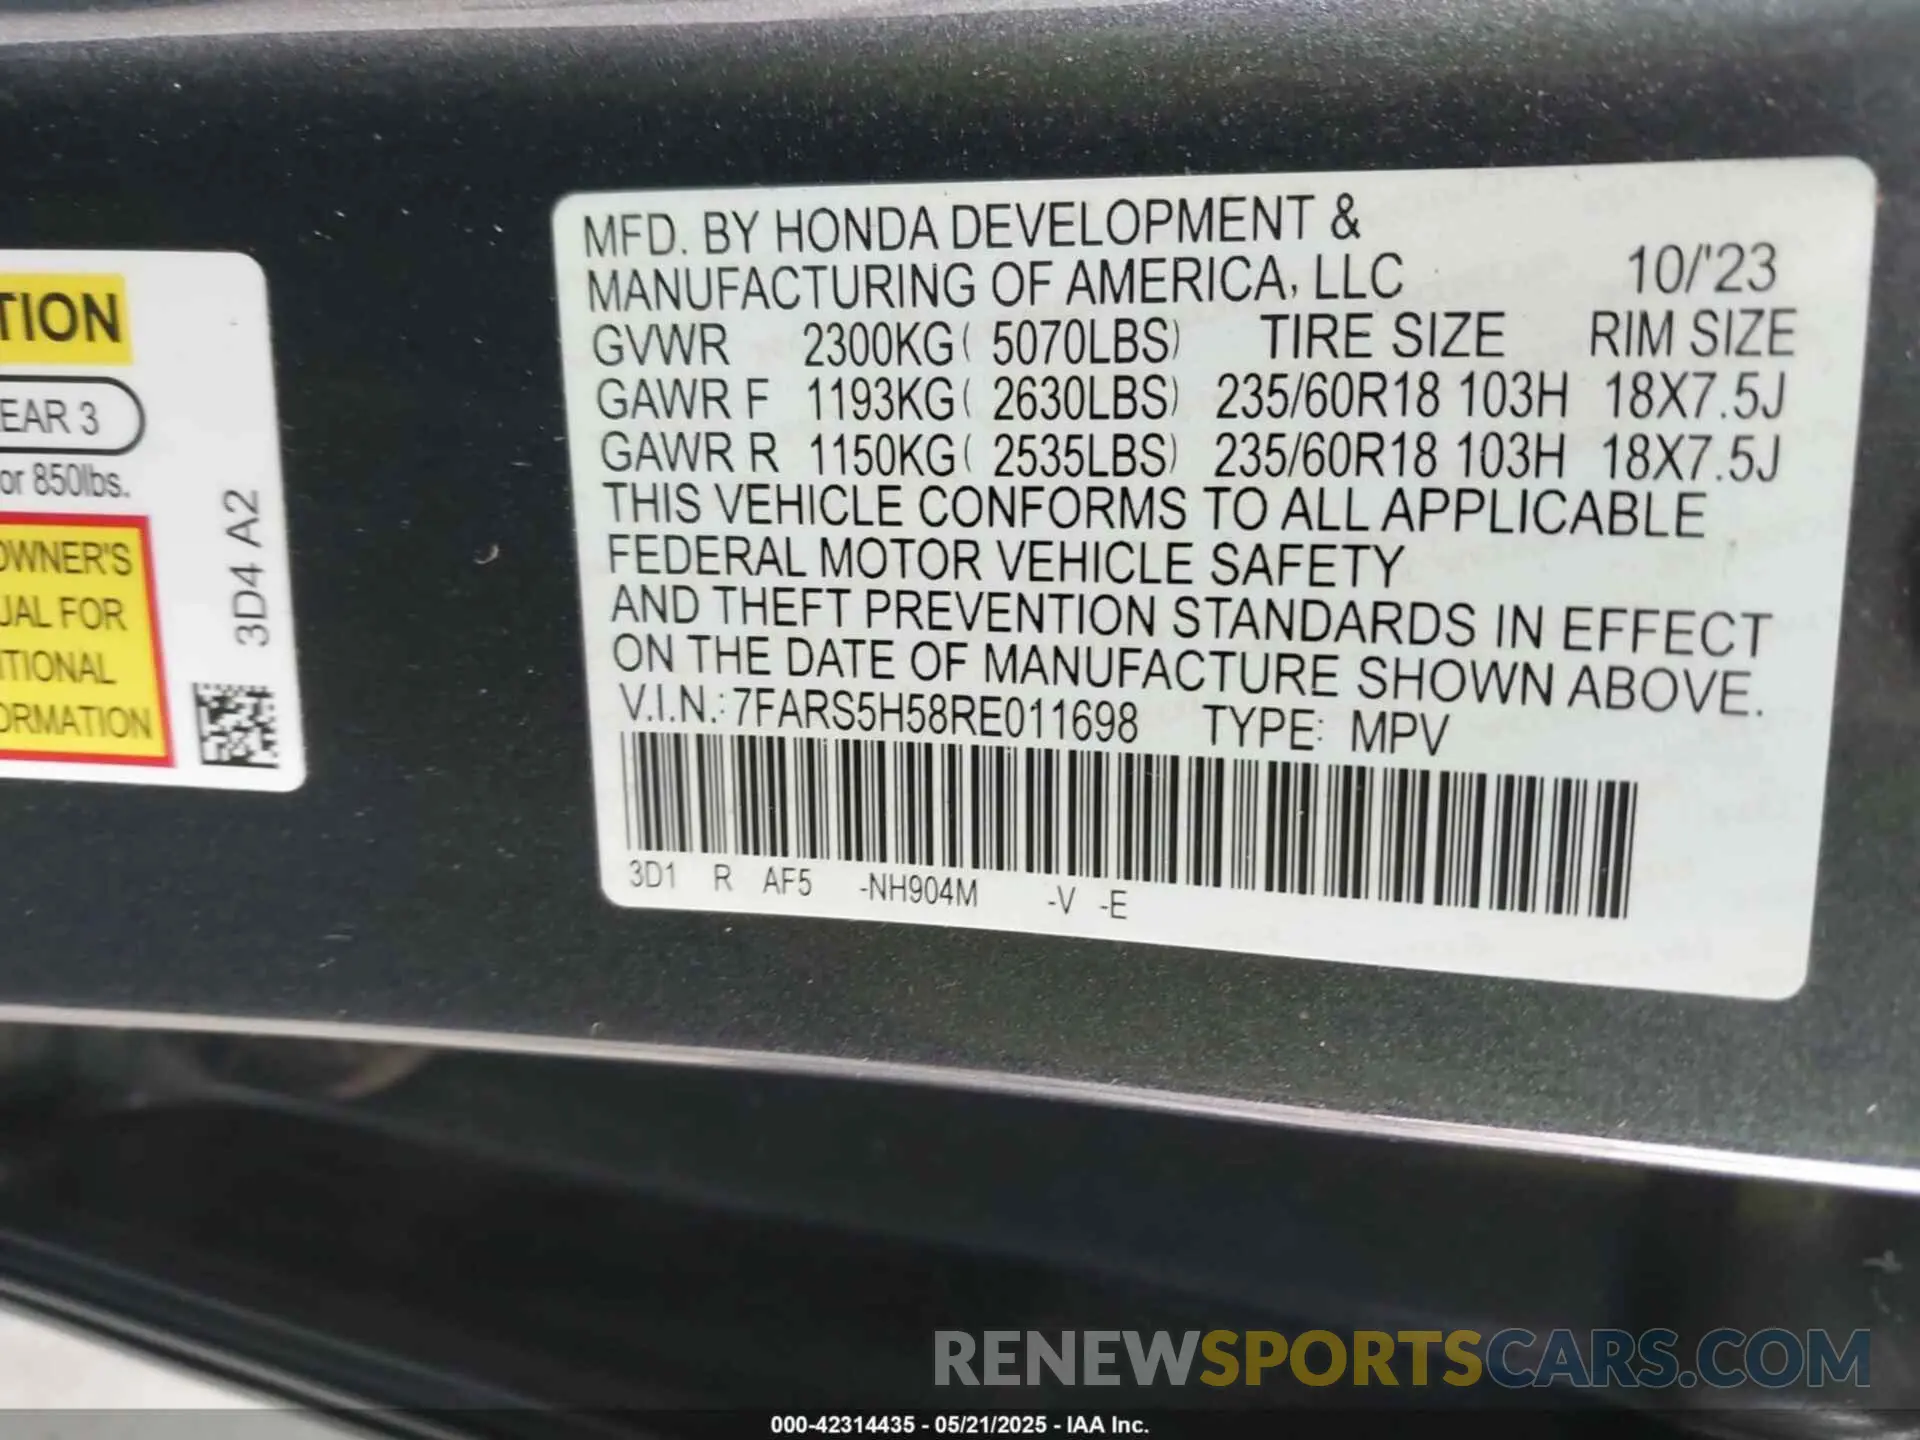 TION
EAR 3
or 850lbs.
OWNER'S
UAL FOR
ITIONAL
ORMATION
3D4 A2
MFD. BY HONDA DEVELOPMENT &
MANUFACTURING OF AMERICA, LLC 10/'23
GVWR 2300KG( 5070LBS) TIRE SIZE RIM SIZE
GAWR F 1193KG( 2630LBS) 235/60R18 103H 18X7.5J
GAWR R 1150KG( 2535LBS) 235/60R18 103H 18X7.5J
THIS VEHICLE CONFORMS TO ALL APPLICABLE
FEDERAL MOTOR VEHICLE SAFETY
AND THEFT PREVENTION STANDARDS IN EFFECT
ON THE DATE OF MANUFACTURE SHOWN ABOVE.
V.I.N.: 7FARS5H58RE011698 TYPE: MPV
3D1 R AF5 -NH904M -V -E
RENEWSPORTSCARS.COM
000-42314435 - 05/21/2025 - IAA Inc.